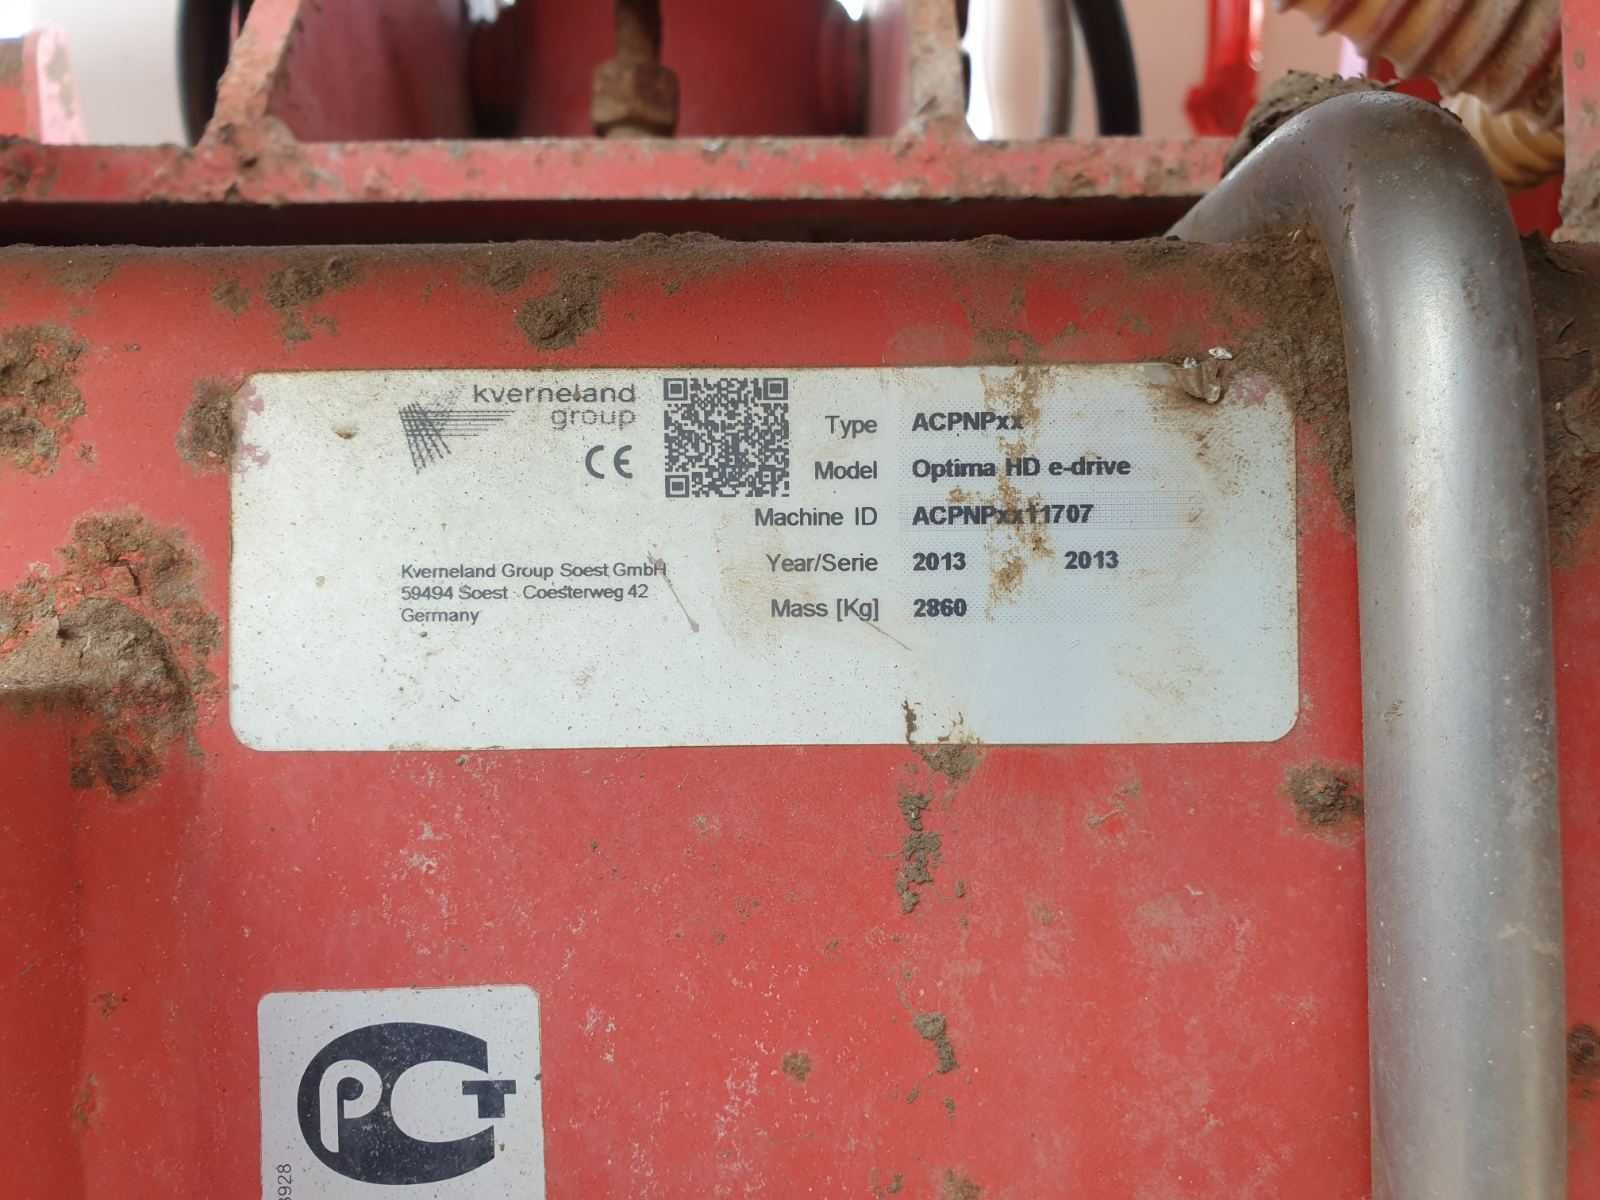 kverneland
group
CE
Type ACPNPxx
Model Optima HD e-drive
Machine ID ACPNPxx11707
Year/Serie 2013 2013
Mass [Kg] 2860
Kverneland Group Soest GmbH
59494 Soest · Coesterweg 42
Germany
РСТ